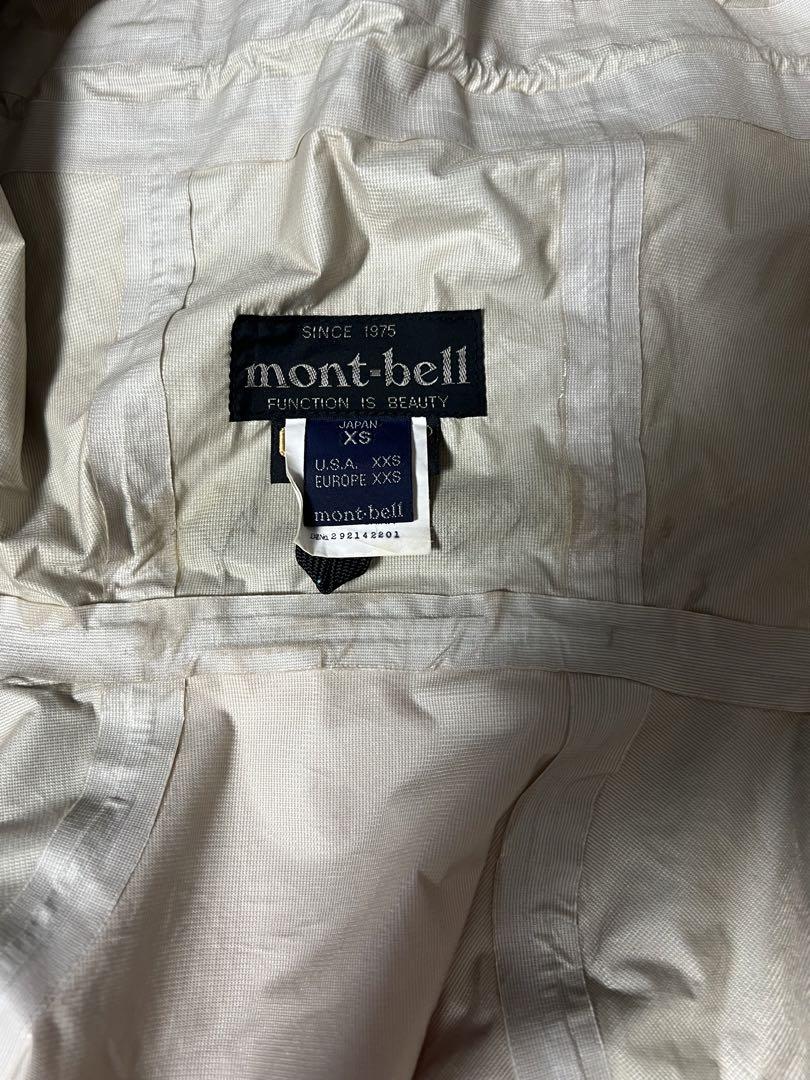 SINCE 1975
mont-bell
FUNCTION IS BEAUTY
JAPAN
XS
U.S.A. XXS
EUROPE XXS
mont-bell
292142201